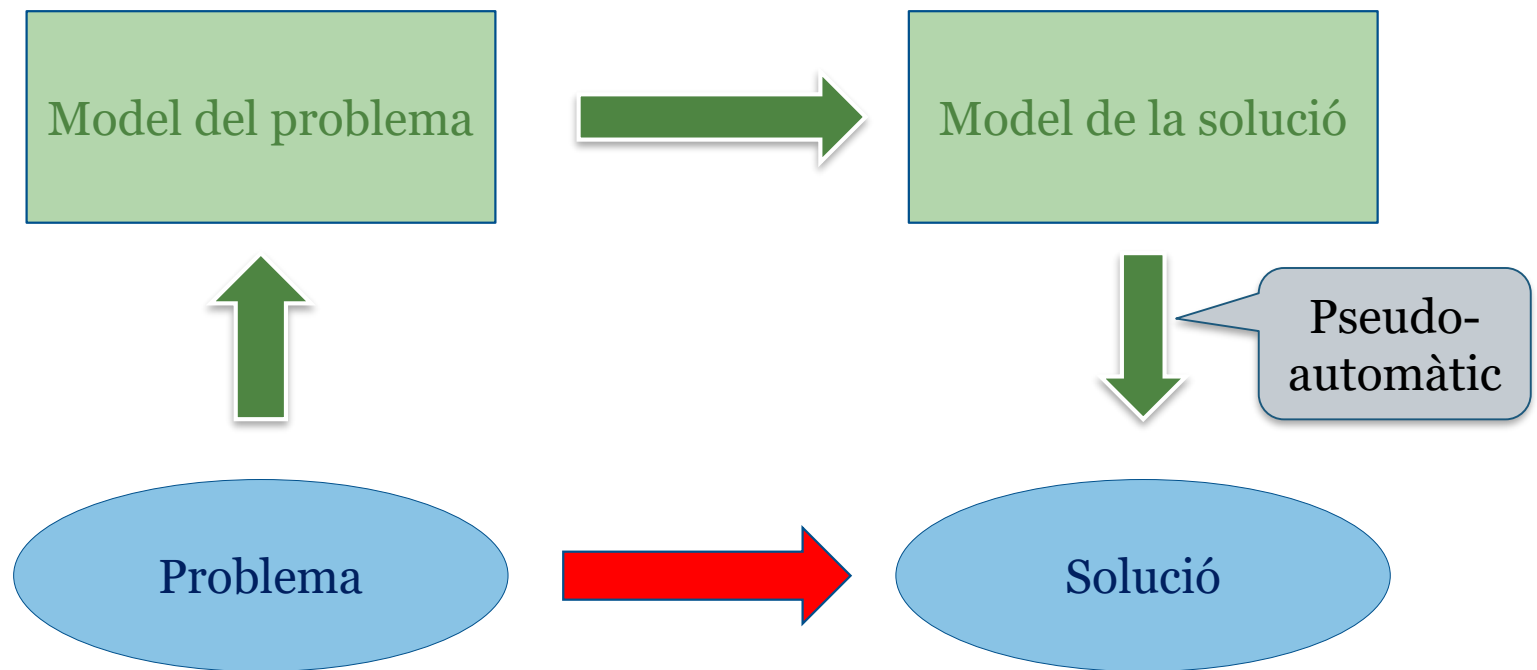 Model del problema
Model de la solució
Pseudo-
automàtic
Problema
Solució